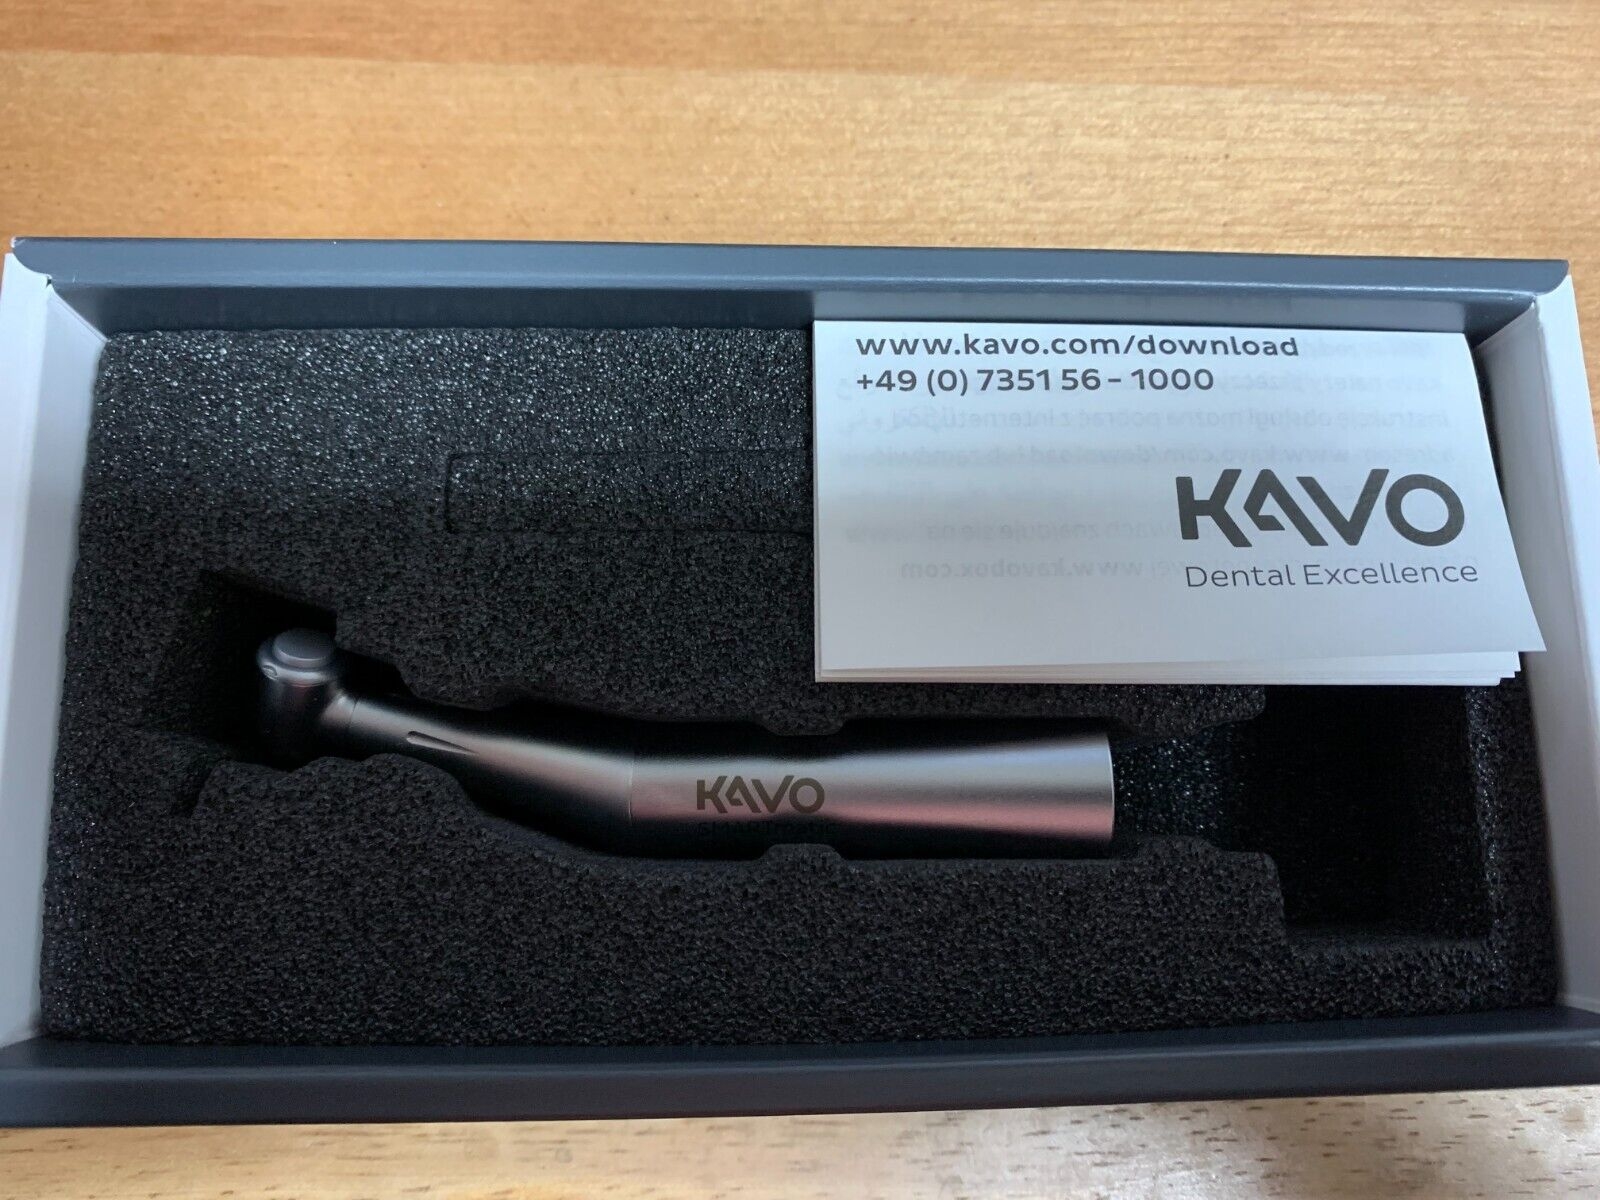 www.kavo.com/download
+49 (0) 7351 56 – 1000
KAVO
Dental Excellence
KAVO